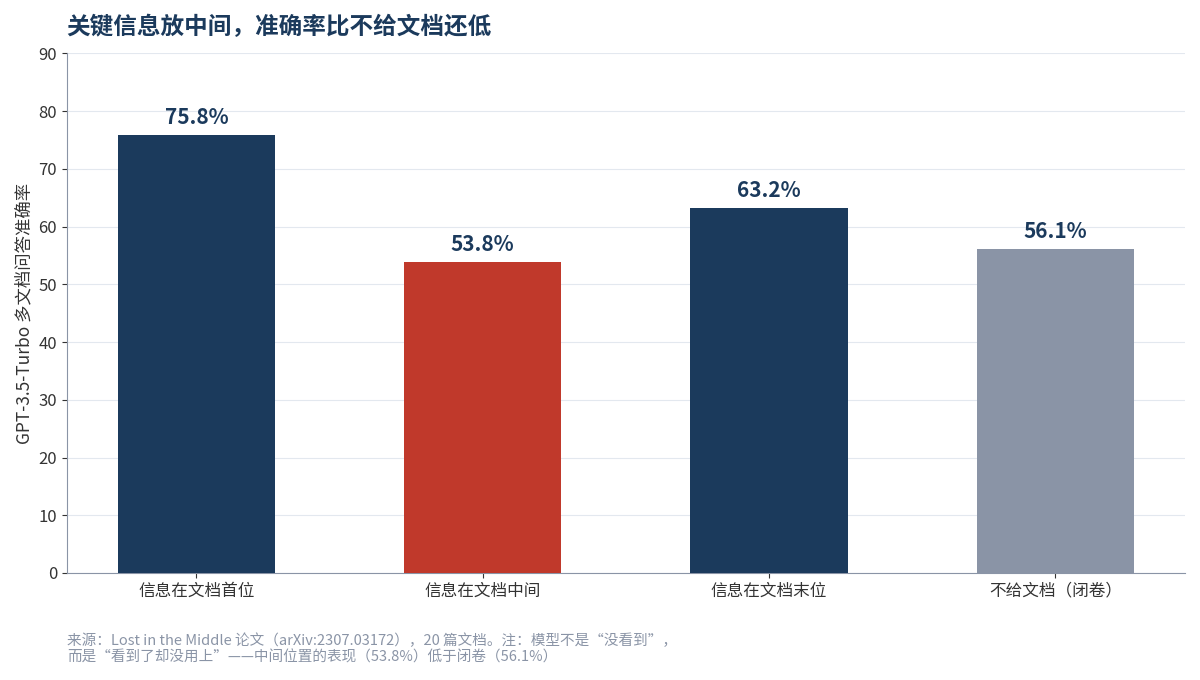 关键信息放中间，准确率比不给文档还低
GPT-3.5-Turbo 多文档问答准确率
90
80
70
60
50
40
30
20
10
0
75.8%
53.8%
63.2%
56.1%
信息在文档首位
信息在文档中间
信息在文档末位
不给文档（闭卷）
来源：Lost in the Middle 论文（arXiv:2307.03172），20 篇文档。注：模型不是“没看到”，
而是“看到了却没用上”——中间位置的表现（53.8%）低于闭卷（56.1%）